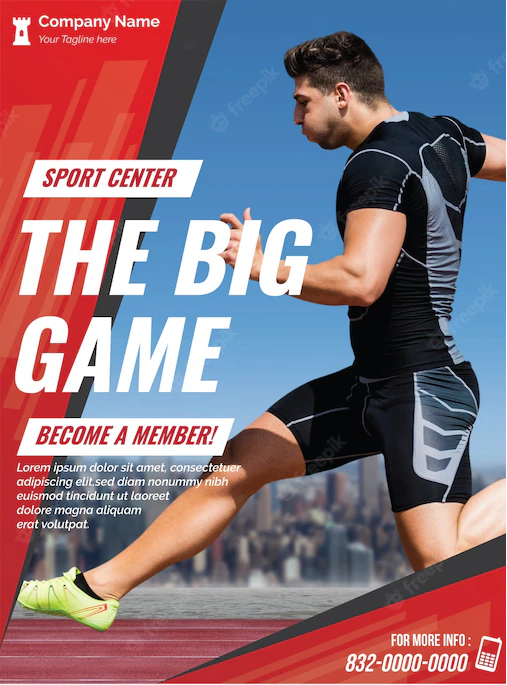 Company Name
Your Tagline here
SPORT CENTER
THE BIG
GAME
BECOME A MEMBER!
Lorem ipsum dolor sit amet, consectetuer
adipiscing elit.sed diam nonummy nibh
euismod tincidunt ut laoreet
dolore magna aliquam
erat volutpat.
FOR MORE INFO :
832-0000-0000
freepik